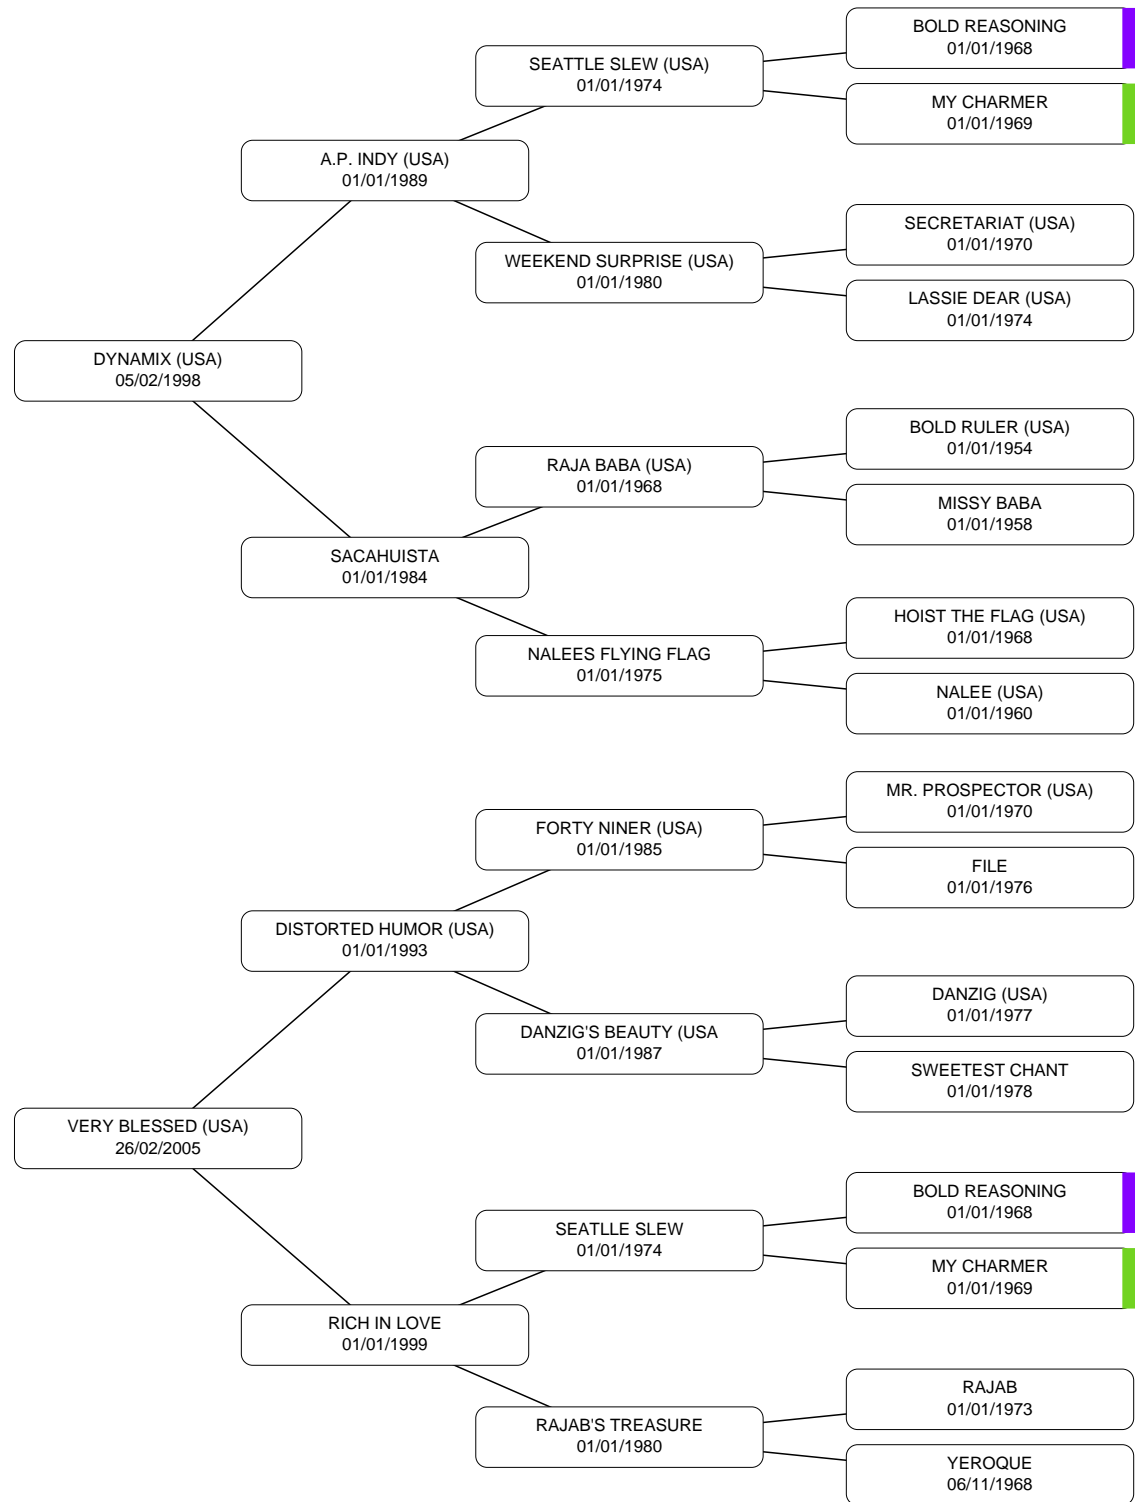 BOLD REASONING
01/01/1968
SEATTLE SLEW (USA)
01/01/1974
MY CHARMER
01/01/1969
A.P. INDY (USA)
01/01/1989
SECRETARIAT (USA)
01/01/1970
WEEKEND SURPRISE (USA)
01/01/1980
LASSIE DEAR (USA)
01/01/1974
DYNAMIX (USA)
05/02/1998
BOLD RULER (USA)
01/01/1954
RAJA BABA (USA)
01/01/1968
MISSY BABA
01/01/1958
SACAHUISTA
01/01/1984
HOIST THE FLAG (USA)
01/01/1968
NALEES FLYING FLAG
01/01/1975
NALEE (USA)
01/01/1960
MR. PROSPECTOR (USA)
01/01/1970
FORTY NINER (USA)
01/01/1985
FILE
01/01/1976
DISTORTED HUMOR (USA)
01/01/1993
DANZIG (USA)
01/01/1977
DANZIG'S BEAUTY (USA
01/01/1987
SWEETEST CHANT
01/01/1978
VERY BLESSED (USA)
26/02/2005
BOLD REASONING
01/01/1968
SEATLLE SLEW
01/01/1974
MY CHARMER
01/01/1969
RICH IN LOVE
01/01/1999
RAJAB
01/01/1973
RAJAB'S TREASURE
01/01/1980
YEROQUE
06/11/1968